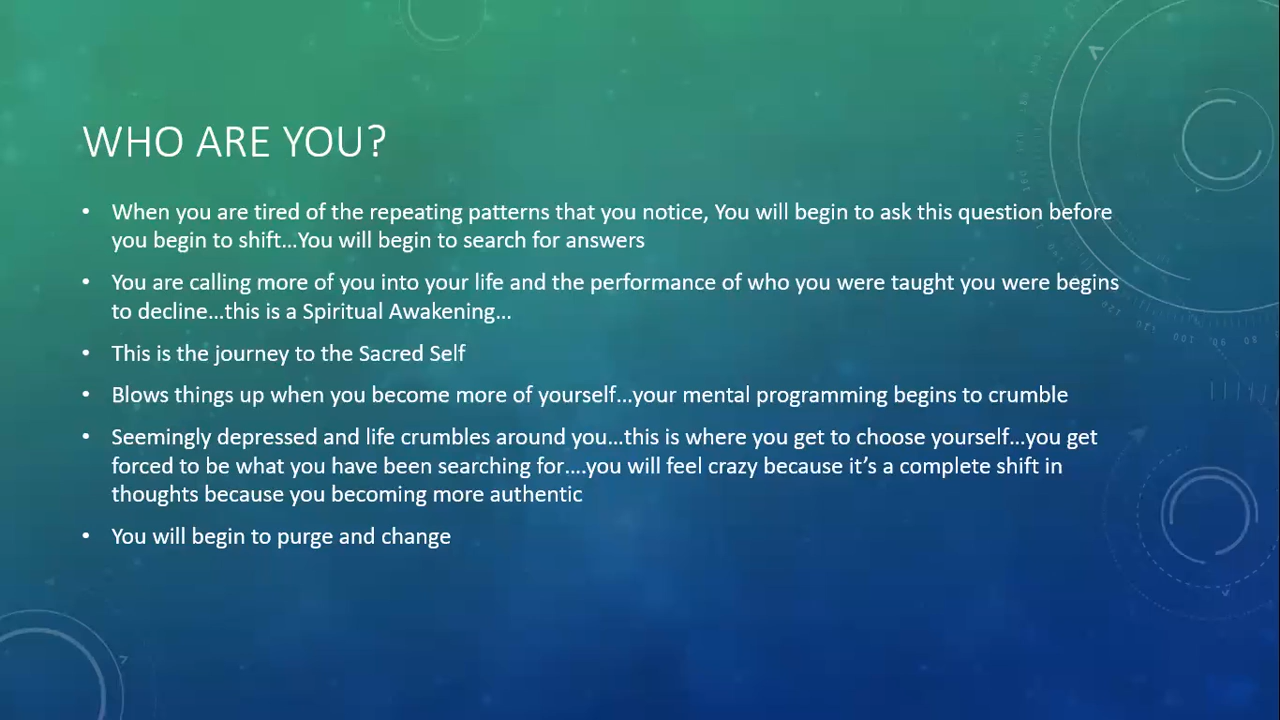 WHO ARE YOU?
• When you are tired of the repeating patterns that you notice, You will begin to ask this question before
you begin to shift…You will begin to search for answers
• You are calling more of you into your life and the performance of who you were taught you were begins
to decline…this is a Spiritual Awakening…
• This is the journey to the Sacred Self
• Blows things up when you become more of yourself…your mental programming begins to crumble
• Seemingly depressed and life crumbles around you…this is where you get to choose yourself…you get
forced to be what you have been searching for….you will feel crazy because it’s a complete shift in
thoughts because you becoming more authentic
• You will begin to purge and change